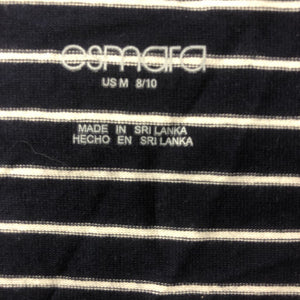 esmara
US M 8/10
MADE IN SRI LANKA
HECHO EN SRI LANKA